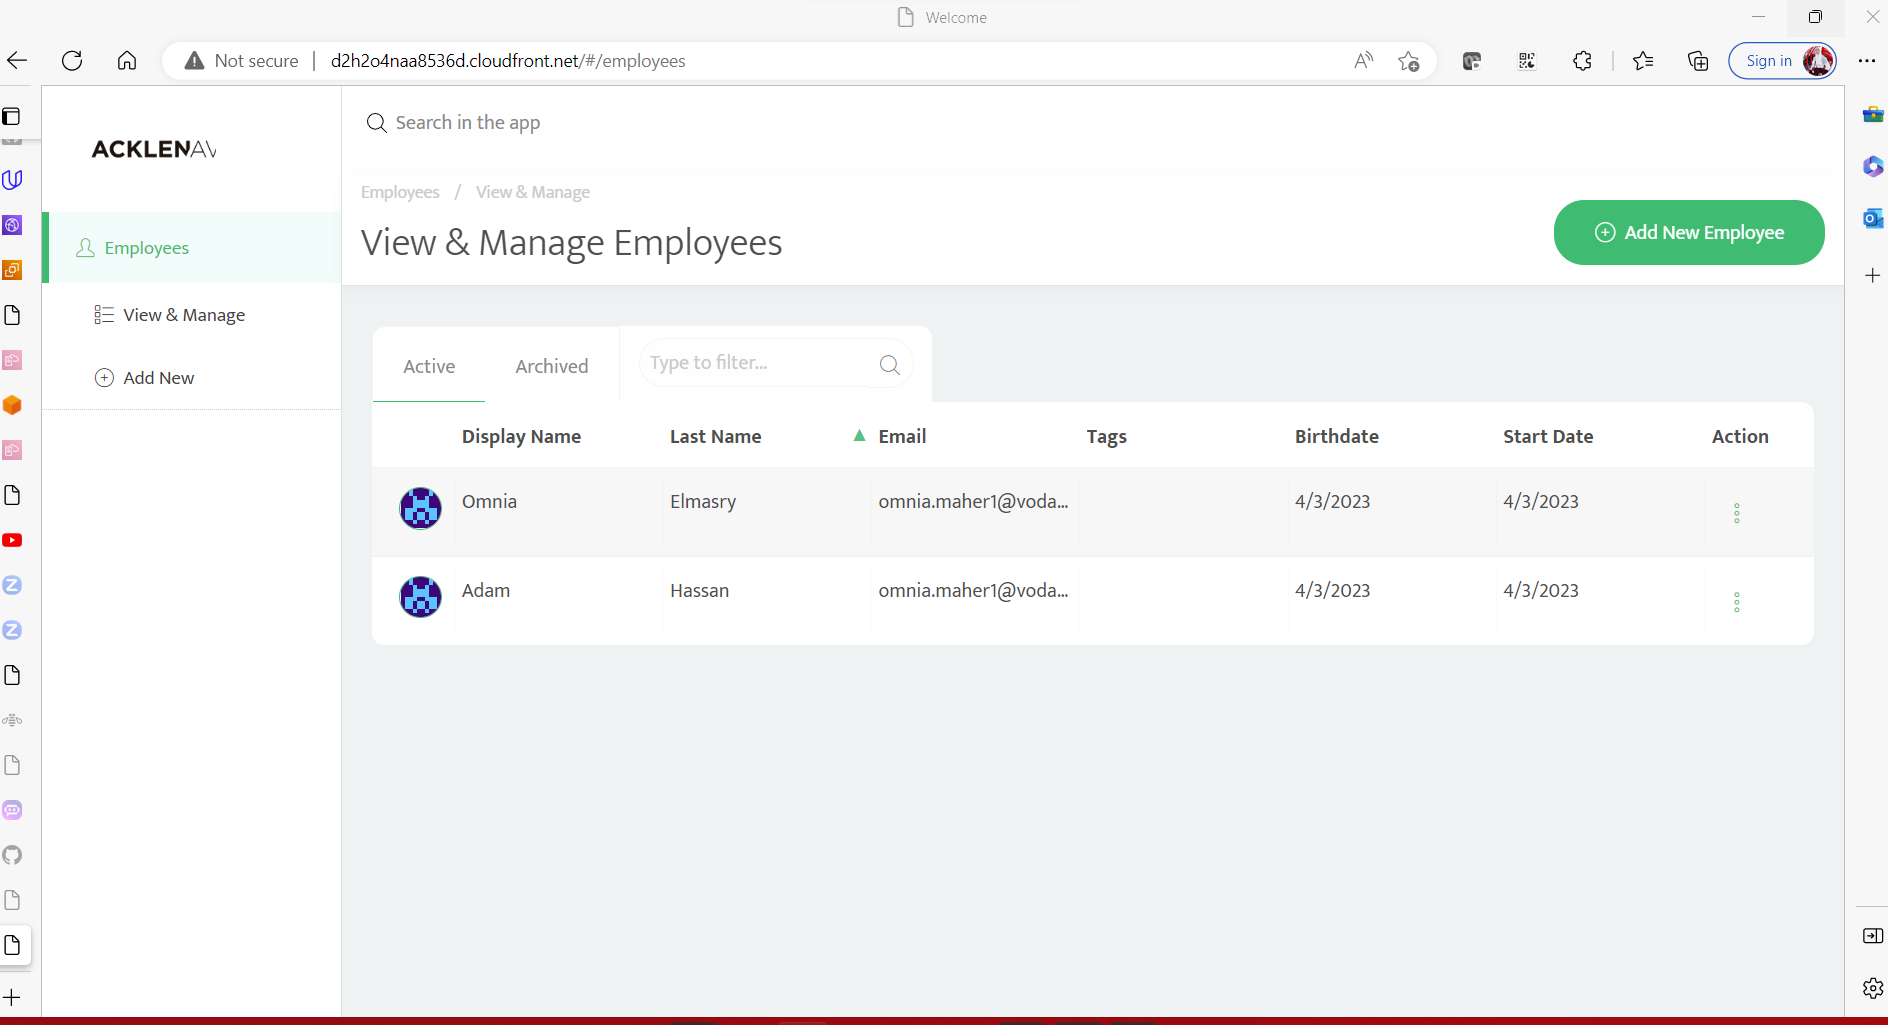 Welcome
Not secure d2h2o4naa8536d.cloudfront.net/#/employees
Sign in
ACKLENAV
Search in the app
Employees / View & Manage
View & Manage Employees
Add New Employee
Employees
View & Manage
Add New
Active Archived Type to filter...
Display Name Last Name Email Tags Birthdate Start Date Action
Omnia Elmasry omnia.maher1@voda... 4/3/2023 4/3/2023
Adam Hassan omnia.maher1@voda... 4/3/2023 4/3/2023